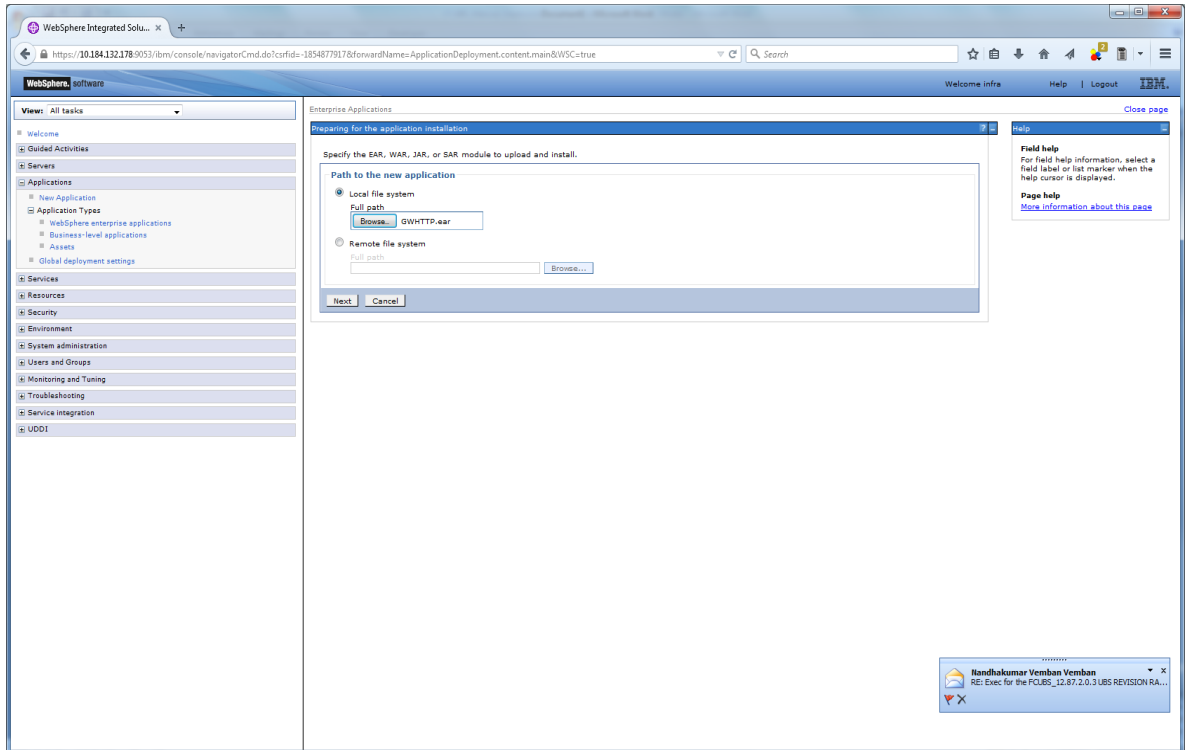 WebSphere Integrated Solu... × +
https://10.184.132.178:9053/ibm/console/navigatorCmd.do?csrfid=-1854877917&forwardName=ApplicationDeployment.content.main&WSC=true
Search
2
WebSphere. software
Welcome infra
Help | Logout
IBM.
View: All tasks
Welcome
Guided Activities
Servers
Applications
New Application
Application Types
WebSphere enterprise applications
Business-level applications
Assets
Global deployment settings
Services
Resources
Security
Environment
System administration
Users and Groups
Monitoring and Tuning
Troubleshooting
Service integration
UDDI
Enterprise Applications
Close page
Preparing for the application installation
? -
Specify the EAR, WAR, JAR, or SAR module to upload and install.
Path to the new application
Local file system
Full path
Browse.. GWHTTP.ear
Remote file system
Full path
Browse...
Next Cancel
Help
Field help
For field help information, select a
field label or list marker when the
help cursor is displayed.
Page help
More information about this page
Nandhakumar Vemban Vemban
RE: Exec for the FCUBS_12.87.2.0.3 UBS REVISION RA...